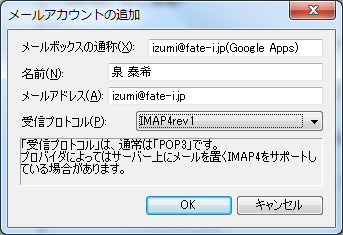 メールアカウントの追加
メールボックスの通称(X): izumi@fate-i.jp(Google Apps)
名前(N): 泉 泰希
メールアドレス(A): izumi@fate-i.jp
受信プロトコル(P): IMAP4rev1
「受信プロトコル」は、通常は「POP3」です。
プロバイダによってはサーバー上にメールを置くIMAP4をサポートし
ている場合があります。
OK キャンセル